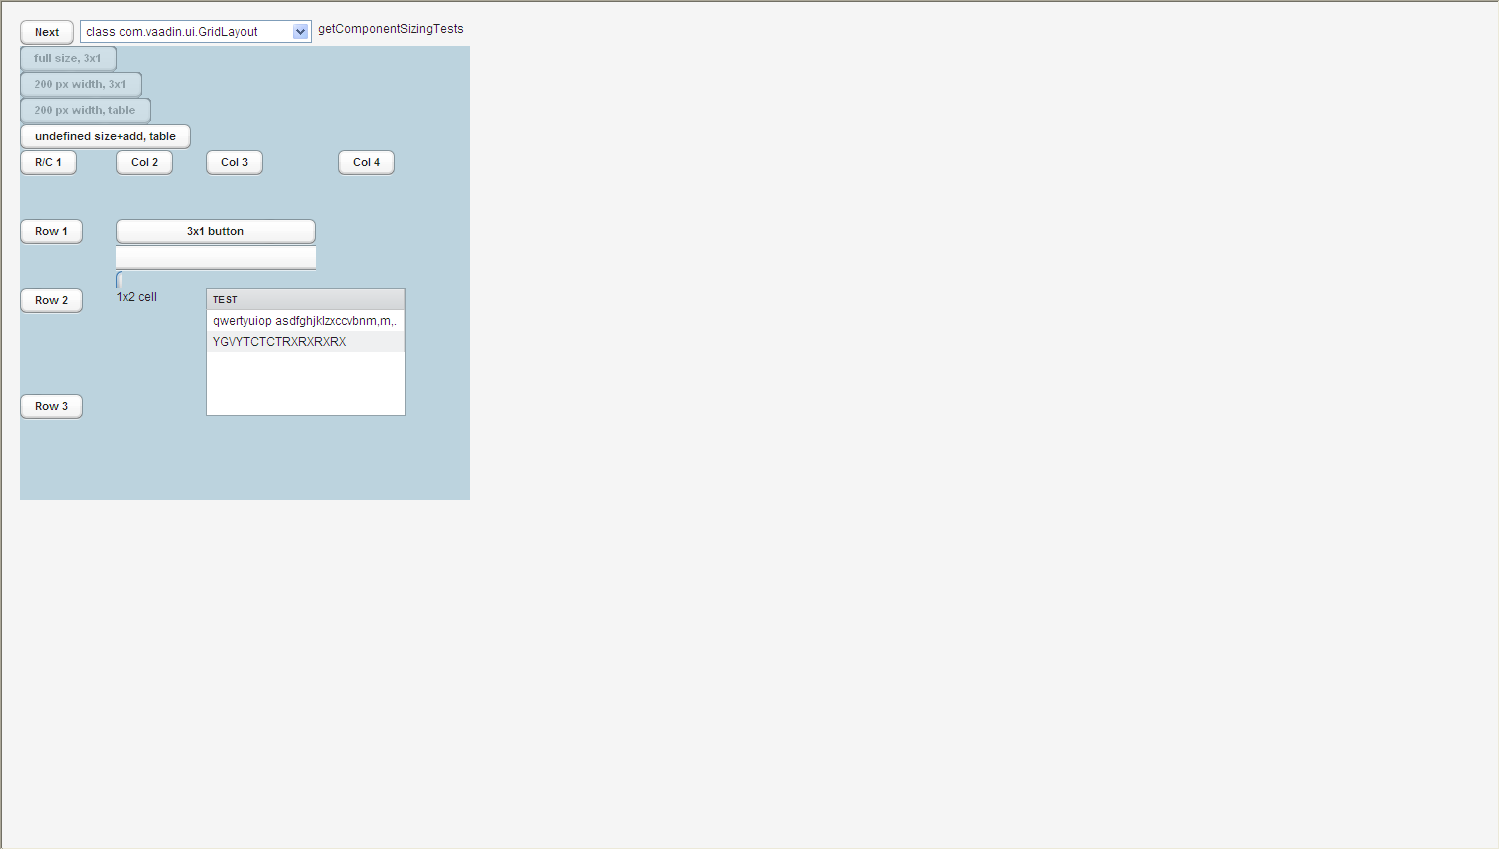 Next class com.vaadin.ui.GridLayout getComponentSizingTests
full size, 3x1
200 px width, 3x1
200 px width, table
undefined size+add, table
R/C 1 Col 2 Col 3 Col 4
Row 1 3x1 button
Row 2 1x2 cell TEST
qwertyuiop asdfghjklzxccvbnm,m,.
YGVYTCTCTRXRXRXRX
Row 3